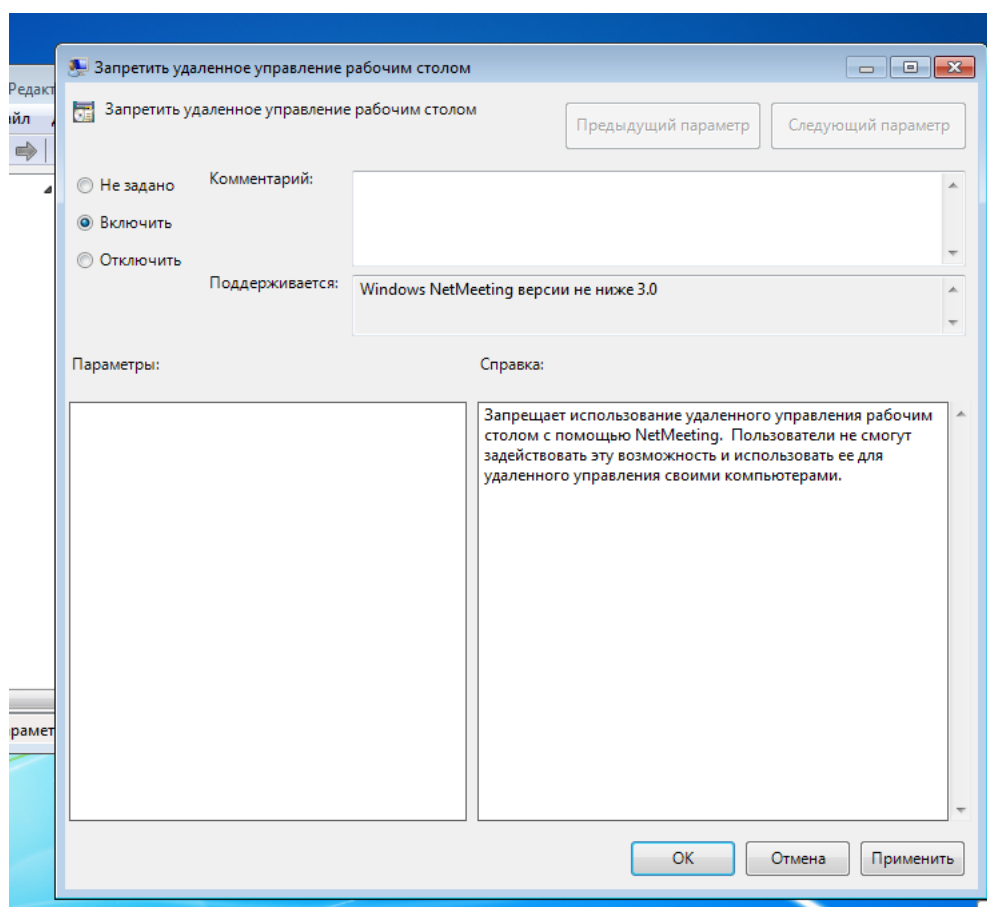 Запретить удаленное управление рабочим столом
Редакт
Запретить удаленное управление рабочим столом
Предыдущий параметр
Следующий параметр
йл
Не задано
Комментарий:
Включить
Отключить
Поддерживается:
Windows NetMeeting версии не ниже 3.0
Параметры:
Справка:
Запрещает использование удаленного управления рабочим
столом с помощью NetMeeting. Пользователи не смогут
задействовать эту возможность и использовать ее для
удаленного управления своими компьютерами.
рамет
ОК
Отмена
Применить